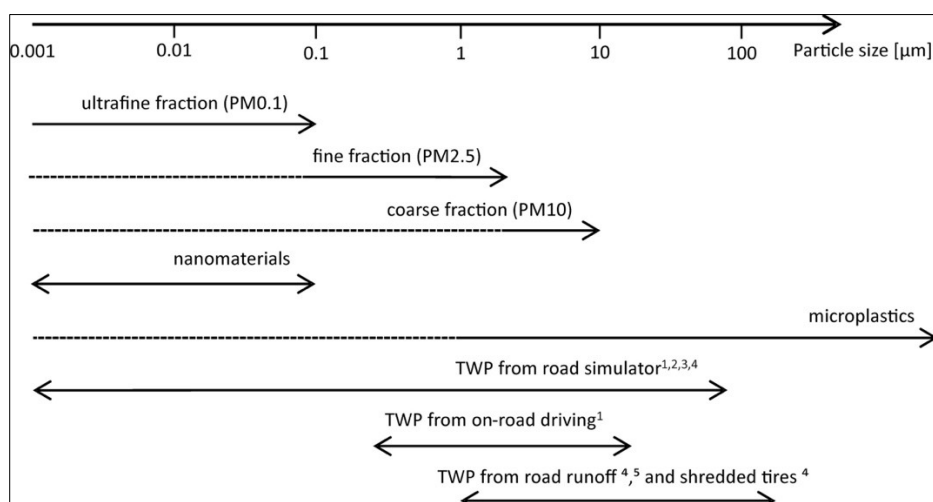 0.001 0.01 0.1 1 10 100 Particle size [µm]
ultrafine fraction (PM0.1)
fine fraction (PM2.5)
coarse fraction (PM10)
nanomaterials
microplastics
TWP from road simulator¹,²,³,⁴
TWP from on-road driving¹
TWP from road runoff ⁴,⁵ and shredded tires ⁴